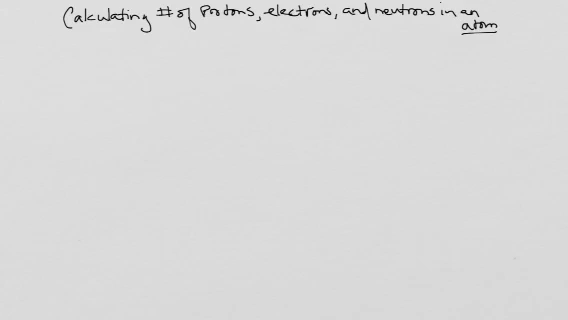 Calculating # of Protons, electrons, and neutrons in an
atom